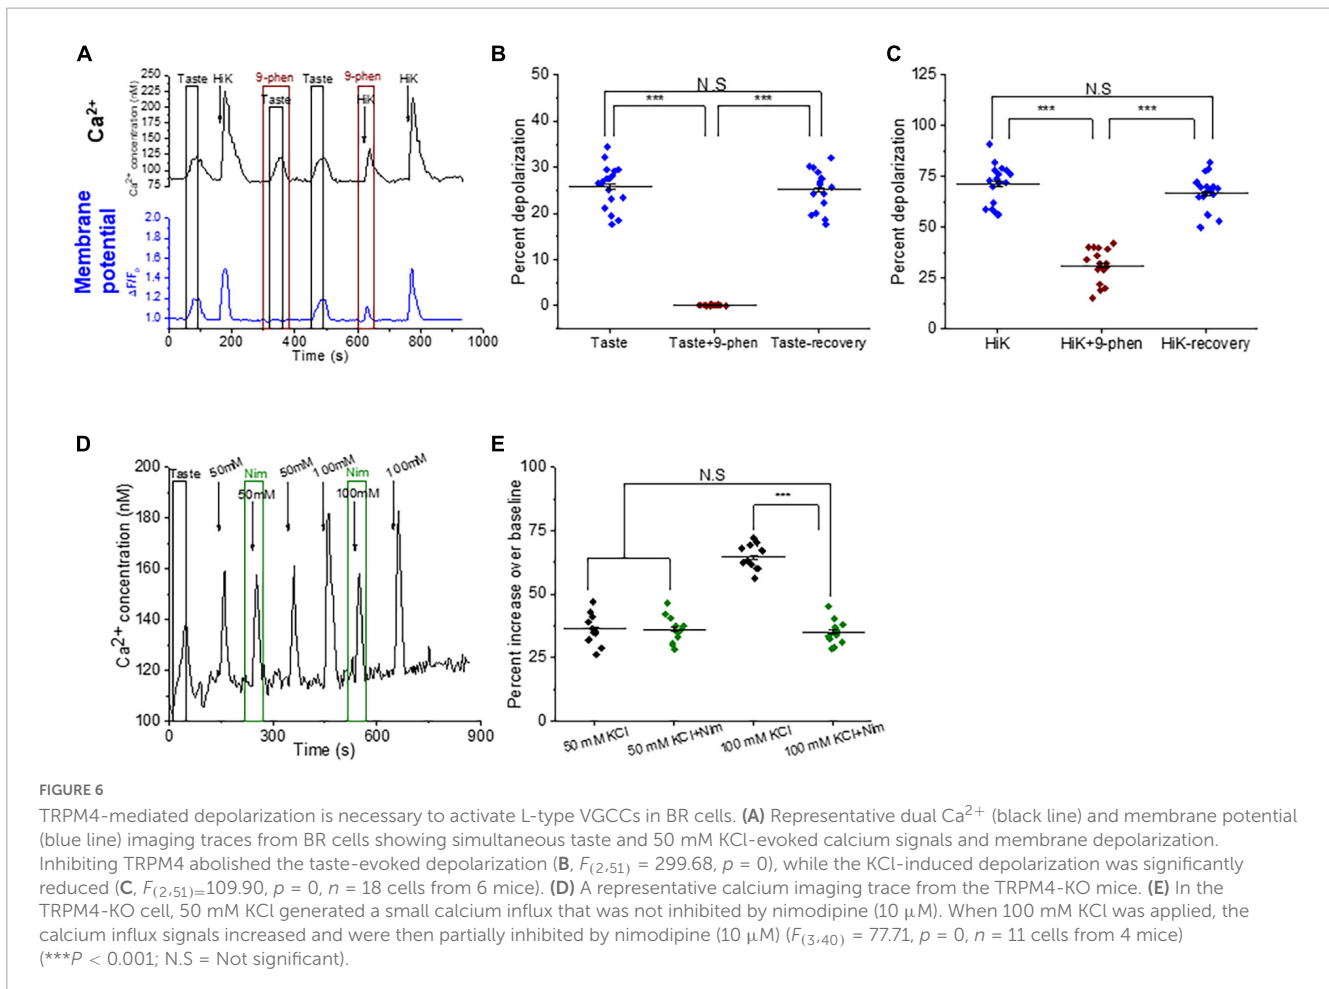 A
Ca2+
Membrane potential
Ca2+ concentration (nM)
250
225
200
175
150
125
100
75
Taste
HiK
9-phen
Taste
Taste
9-phen
HiK
HiK
ΔF/F0
2.0
1.8
1.6
1.4
1.2
1.0
0 200 400 600 800 1000
Time (s)
B
Percent depolarization
50
40
30
20
10
0
N.S
*** ***
Taste Taste+9-phen Taste-recovery
C
Percent depolarization
125
100
75
50
25
0
N.S
*** ***
HiK HiK+9-phen HiK-recovery
D
Ca2+ concentration (nM)
200
180
160
140
120
100
Taste
50mM
Nim
50mM
50mM
100mM
Nim
100mM
100mM
0 300 600 900
Time (s)
E
Percent increase over baseline
100
75
50
25
0
N.S
***
50 mM KCl 50 mM KCl+Nim 100 mM KCl 100 mM KCl+Nim
FIGURE 6
TRPM4-mediated depolarization is necessary to activate L-type VGCCs in BR cells. (A) Representative dual Ca2+ (black line) and membrane potential
(blue line) imaging traces from BR cells showing simultaneous taste and 50 mM KCl-evoked calcium signals and membrane depolarization.
Inhibiting TRPM4 abolished the taste-evoked depolarization (B, F(2,51) = 299.68, p = 0), while the KCl-induced depolarization was significantly
reduced (C, F(2,51)=109.90, p = 0, n = 18 cells from 6 mice). (D) A representative calcium imaging trace from the TRPM4-KO mice. (E) In the
TRPM4-KO cell, 50 mM KCl generated a small calcium influx that was not inhibited by nimodipine (10 μM). When 100 mM KCl was applied, the
calcium influx signals increased and were then partially inhibited by nimodipine (10 μM) (F(3,40) = 77.71, p = 0, n = 11 cells from 4 mice)
(***P < 0.001; N.S = Not significant).